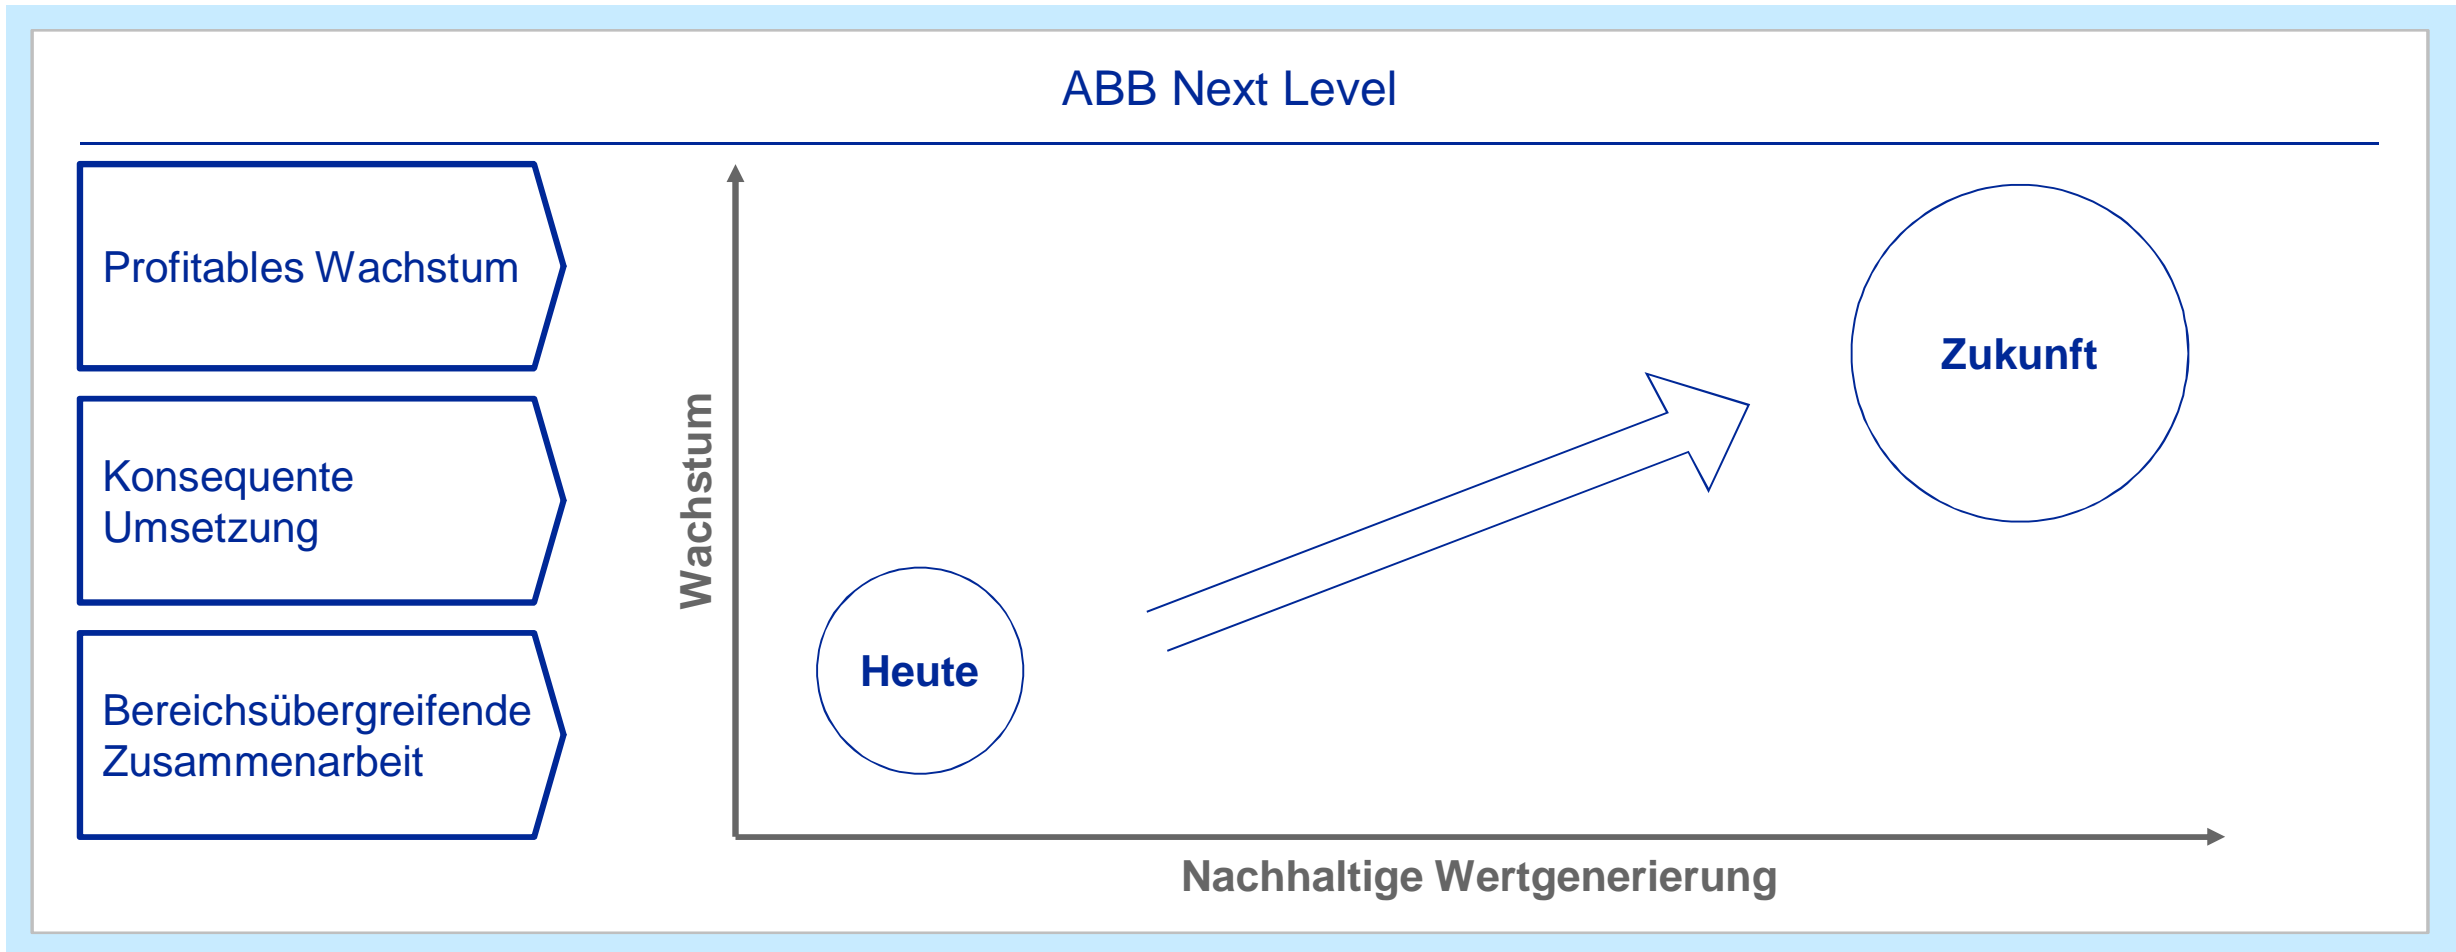 ABB Next Level
Profitables Wachstum
Konsequente
Umsetzung
Bereichsübergreifende
Zusammenarbeit
Wachstum
Zukunft
Heute
Nachhaltige Wertgenerierung